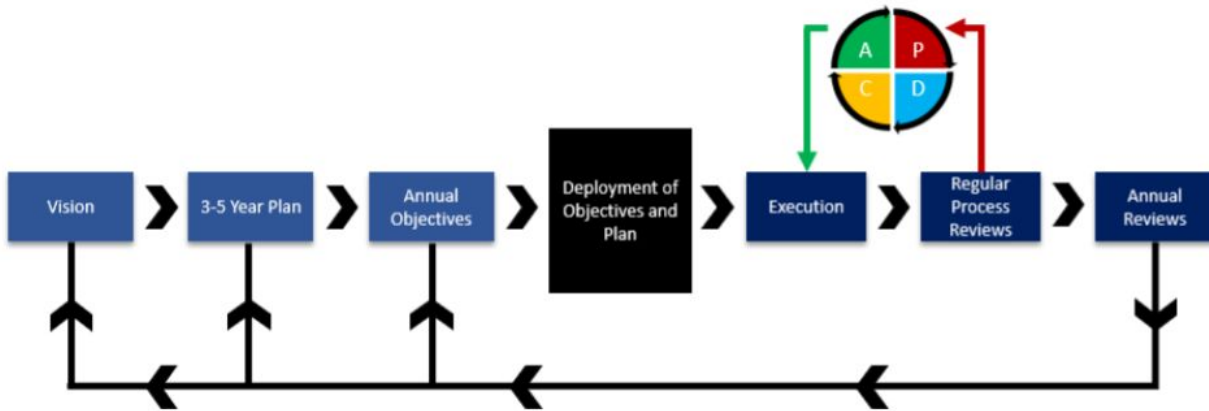 A P
C D
Vision
3-5 Year Plan
Annual
Objectives
Deployment of
Objectives and
Plan
Execution
Regular
Process
Reviews
Annual
Reviews